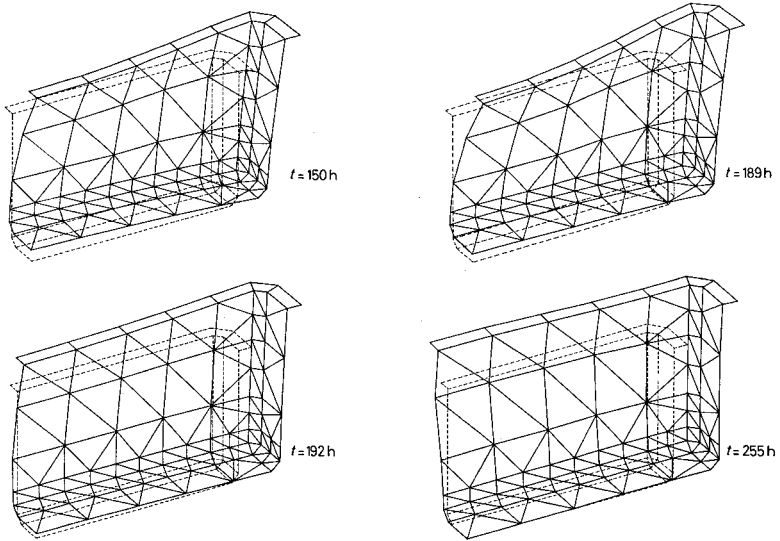 t = 150 h
t = 189 h
t = 192 h
t = 255 h